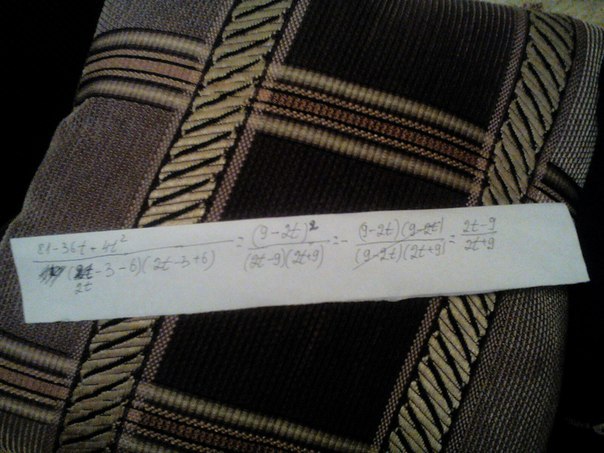 81-36t+4t² / (2t-3-6)(2t-3+6) = (9-2t)² / (2t-9)(2t+9) = - (9-2t)(9-2t) / (9-2t)(2t+9) = 2t-9 / 2t+9
2t